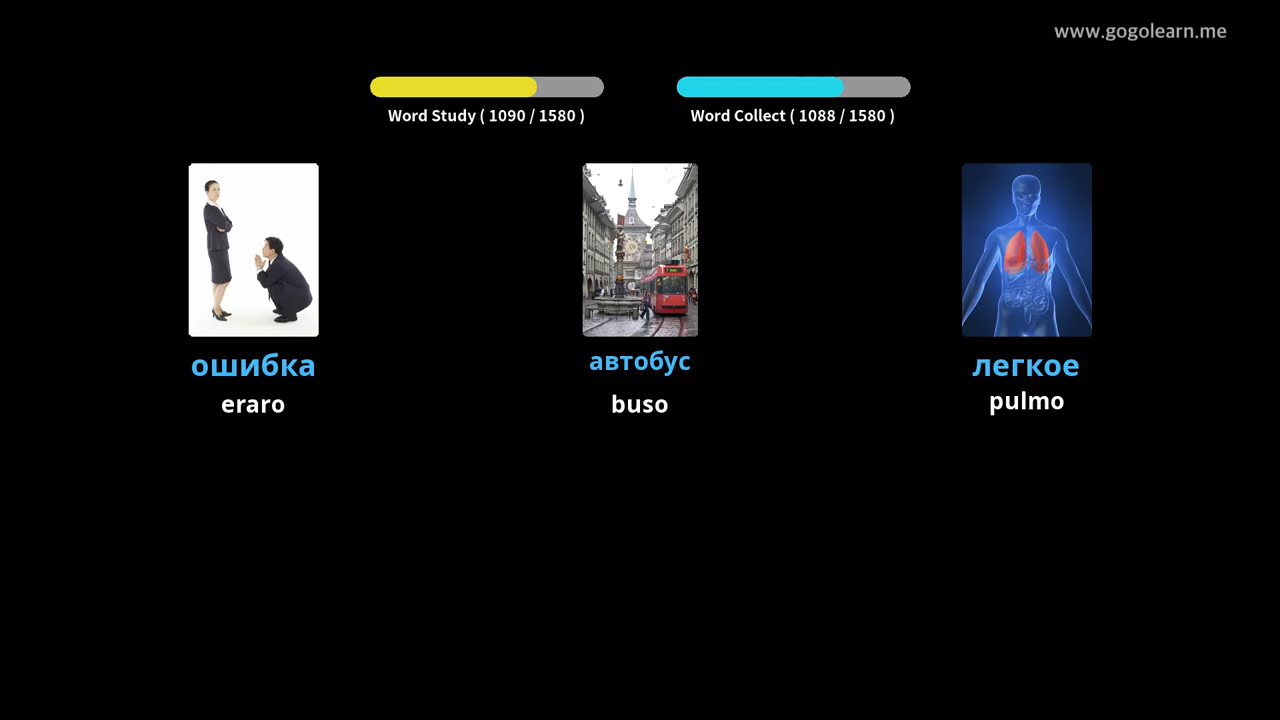 www.gogolearn.me
Word Study ( 1090 / 1580 )
Word Collect ( 1088 / 1580 )
ошибка
eraro
автобус
buso
легкое
pulmo